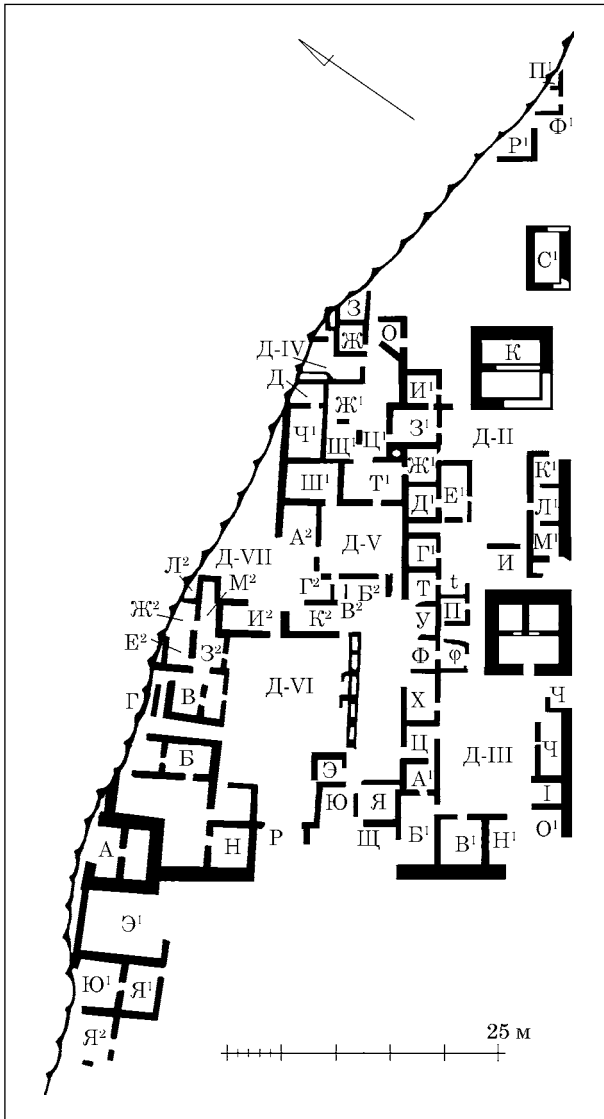 П¹
Ф¹
Р¹
С¹
З
О
Ж
К
Д-IV
Д
И¹
Ж¹
З¹
Ч¹
Щ¹
Ц¹
Д-II
Ж¹
К¹
Ш¹
Т¹
Е¹
Д¹
Л¹
А²
Д-V
М¹
Г¹
И
Д-VII
Л²
М²
Г²
Б²
Т
t
Ж²
И²
К²
В²
П
У
Е²
З²
Ф
φ
Д-VI
Г
В
Х
Ч
Ц
Д-III
Ч
Б
Э
А¹
I
Ю
Я
О¹
Р
Щ
Б¹
В¹
Н¹
А
Н
Э¹
Ю¹
Я¹
Я²
25 м